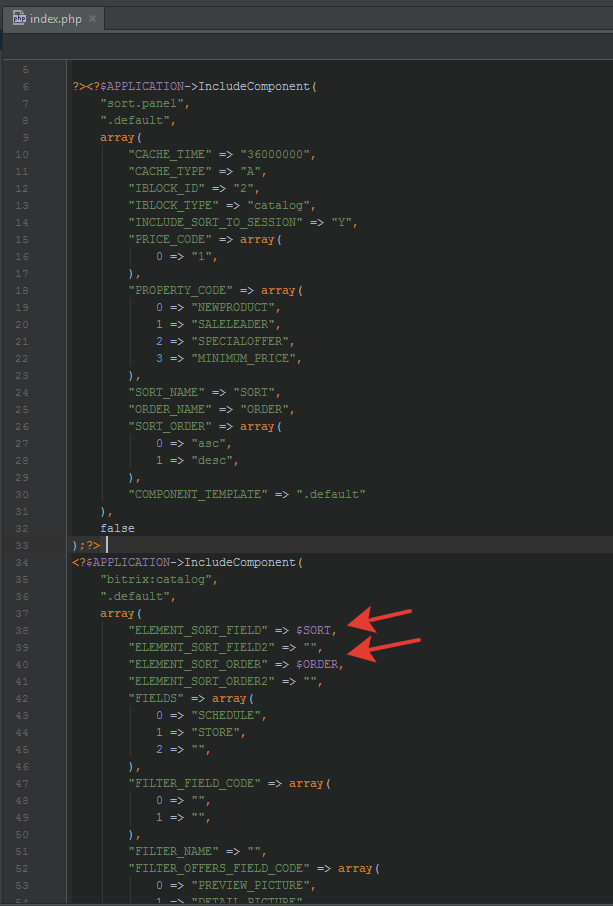 php index.php ×
5
6 ?><?$APPLICATION->IncludeComponent(
7 "sort.panel",
8 ".default",
9 array(
10 "CACHE_TIME" => "36000000",
11 "CACHE_TYPE" => "A",
12 "IBLOCK_ID" => "2",
13 "IBLOCK_TYPE" => "catalog",
14 "INCLUDE_SORT_TO_SESSION" => "Y",
15 "PRICE_CODE" => array(
16 0 => "1",
17 ),
18 "PROPERTY_CODE" => array(
19 0 => "NEWPRODUCT",
20 1 => "SALELEADER",
21 2 => "SPECIALOFFER",
22 3 => "MINIMUM_PRICE",
23 ),
24 "SORT_NAME" => "SORT",
25 "ORDER_NAME" => "ORDER",
26 "SORT_ORDER" => array(
27 0 => "asc",
28 1 => "desc",
29 ),
30 "COMPONENT_TEMPLATE" => ".default"
31 ),
32 false
33 );?>
34 <?$APPLICATION->IncludeComponent(
35 "bitrix:catalog",
36 ".default",
37 array(
38 "ELEMENT_SORT_FIELD" => $SORT,
39 "ELEMENT_SORT_FIELD2" => "",
40 "ELEMENT_SORT_ORDER" => $ORDER,
41 "ELEMENT_SORT_ORDER2" => "",
42 "FIELDS" => array(
43 0 => "SCHEDULE",
44 1 => "STORE",
45 2 => "",
46 ),
47 "FILTER_FIELD_CODE" => array(
48 0 => "",
49 1 => "",
50 ),
51 "FILTER_NAME" => "",
52 "FILTER_OFFERS_FIELD_CODE" => array(
53 0 => "PREVIEW_PICTURE",
54 1 => "DETAIL_PICTURE",